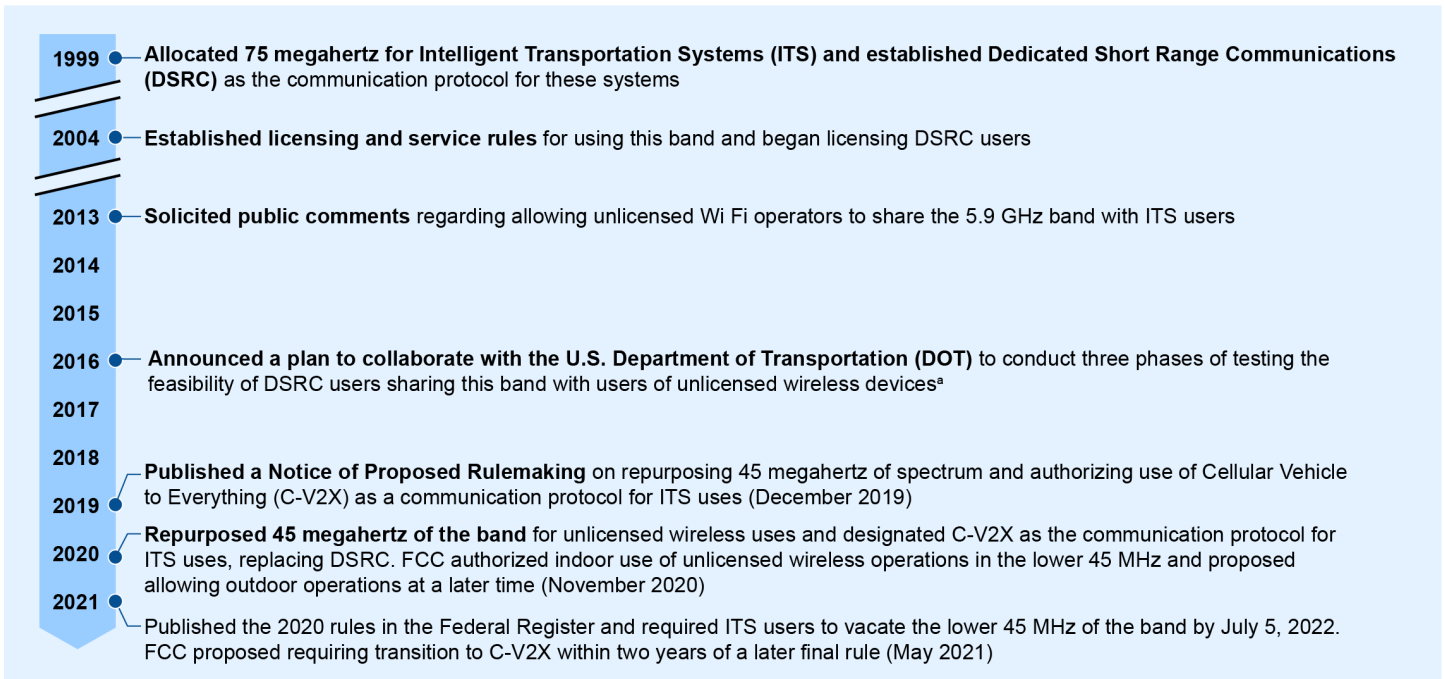 1999
Allocated 75 megahertz for Intelligent Transportation Systems (ITS) and established Dedicated Short Range Communications
(DSRC) as the communication protocol for these systems
2004
Established licensing and service rules for using this band and began licensing DSRC users
2013
Solicited public comments regarding allowing unlicensed Wi Fi operators to share the 5.9 GHz band with ITS users
2014
2015
2016
Announced a plan to collaborate with the U.S. Department of Transportation (DOT) to conduct three phases of testing the
feasibility of DSRC users sharing this band with users of unlicensed wireless devicesᵃ
2017
2018
2019
Published a Notice of Proposed Rulemaking on repurposing 45 megahertz of spectrum and authorizing use of Cellular Vehicle
to Everything (C-V2X) as a communication protocol for ITS uses (December 2019)
2020
Repurposed 45 megahertz of the band for unlicensed wireless uses and designated C-V2X as the communication protocol for
ITS uses, replacing DSRC. FCC authorized indoor use of unlicensed wireless operations in the lower 45 MHz and proposed
allowing outdoor operations at a later time (November 2020)
2021
Published the 2020 rules in the Federal Register and required ITS users to vacate the lower 45 MHz of the band by July 5, 2022.
FCC proposed requiring transition to C-V2X within two years of a later final rule (May 2021)